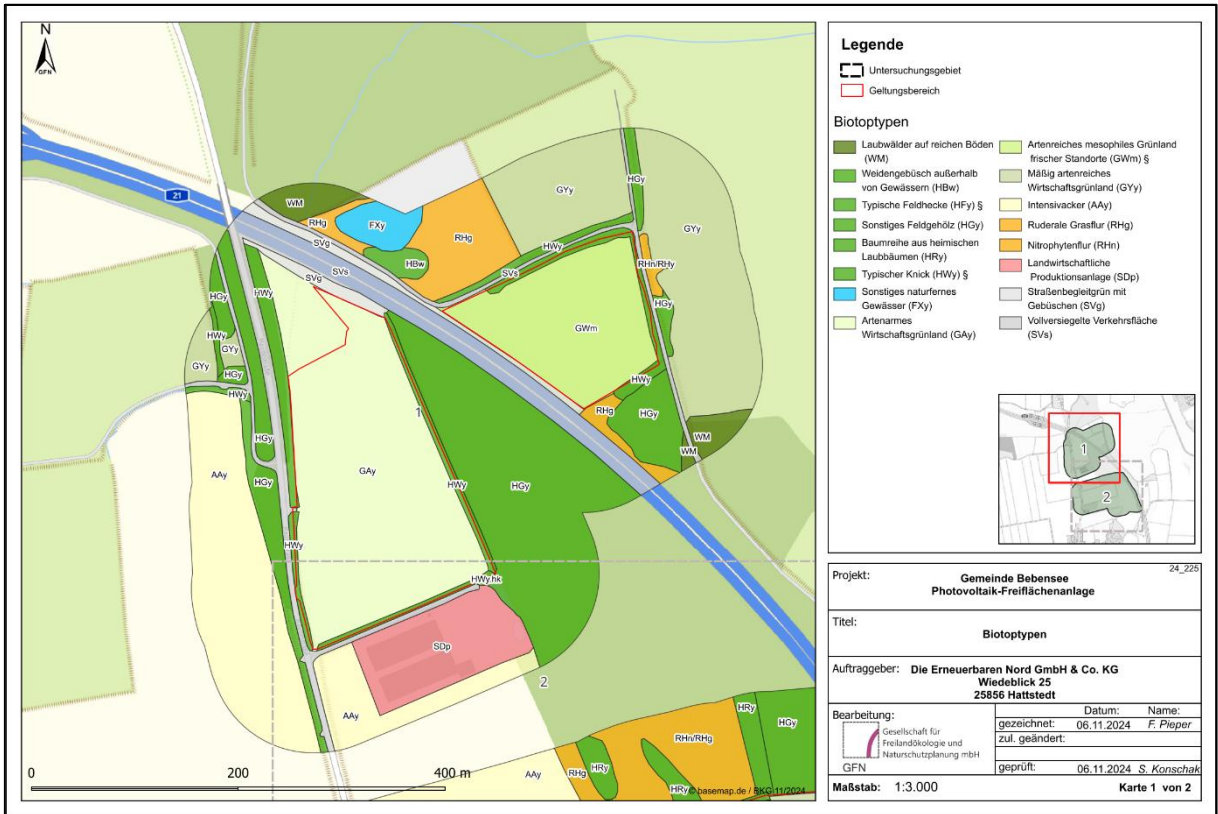 N
GFN
21
WM
RHg
FXy
RHg
HBw
SVg
SVs
SVg
GYy
HGy
GYy
HWy
SVs
RHn/RHy
HGy
GWm
HWy
RHg
HGy
WM
WM
HGy
HWy
HWy
GYy
GYy
HGy
HWy
HGy
HGy
AAy
1
GAy
HWy
HGy
HWy
HWy.hk
SDp
2
AAy
AAy
RHg
HRy
RHn/RHg
HRy
HRy
HGy
0 200 400 m
© basemap.de / BKG 11/2024
Legende
Untersuchungsgebiet
Geltungsbereich
Biotoptypen
Laubwälder auf reichen Böden
(WM)
Weidengebüsch außerhalb
von Gewässern (HBw)
Typische Feldhecke (HFy) §
Sonstiges Feldgehölz (HGy)
Baumreihe aus heimischen
Laubbäumen (HRy)
Typischer Knick (HWy) §
Sonstiges naturfernes
Gewässer (FXy)
Artenarmes
Wirtschaftsgrünland (GAy)
Artenreiches mesophiles Grünland
frischer Standorte (GWm) §
Mäßig artenreiches
Wirtschaftsgrünland (GYy)
Intensivacker (AAy)
Ruderale Grasflur (RHg)
Nitrophytenflur (RHn)
Landwirtschaftliche
Produktionsanlage (SDp)
Straßenbegleitgrün mit
Gebüschen (SVg)
Vollversiegelte Verkehrsfläche
(SVs)
1
2
Projekt: 24_225
Gemeinde Bebensee
Photovoltaik-Freiflächenanlage
Titel:
Biotoptypen
Auftraggeber: Die Erneuerbaren Nord GmbH & Co. KG
Wiedeblick 25
25856 Hattstedt
Bearbeitung:
Gesellschaft für
Freilandökologie und
Naturschutzplanung mbH
GFN
Datum: Name:
gezeichnet: 06.11.2024 F. Pieper
zul. geändert:
geprüft: 06.11.2024 S. Konschak
Maßstab: 1:3.000 Karte 1 von 2